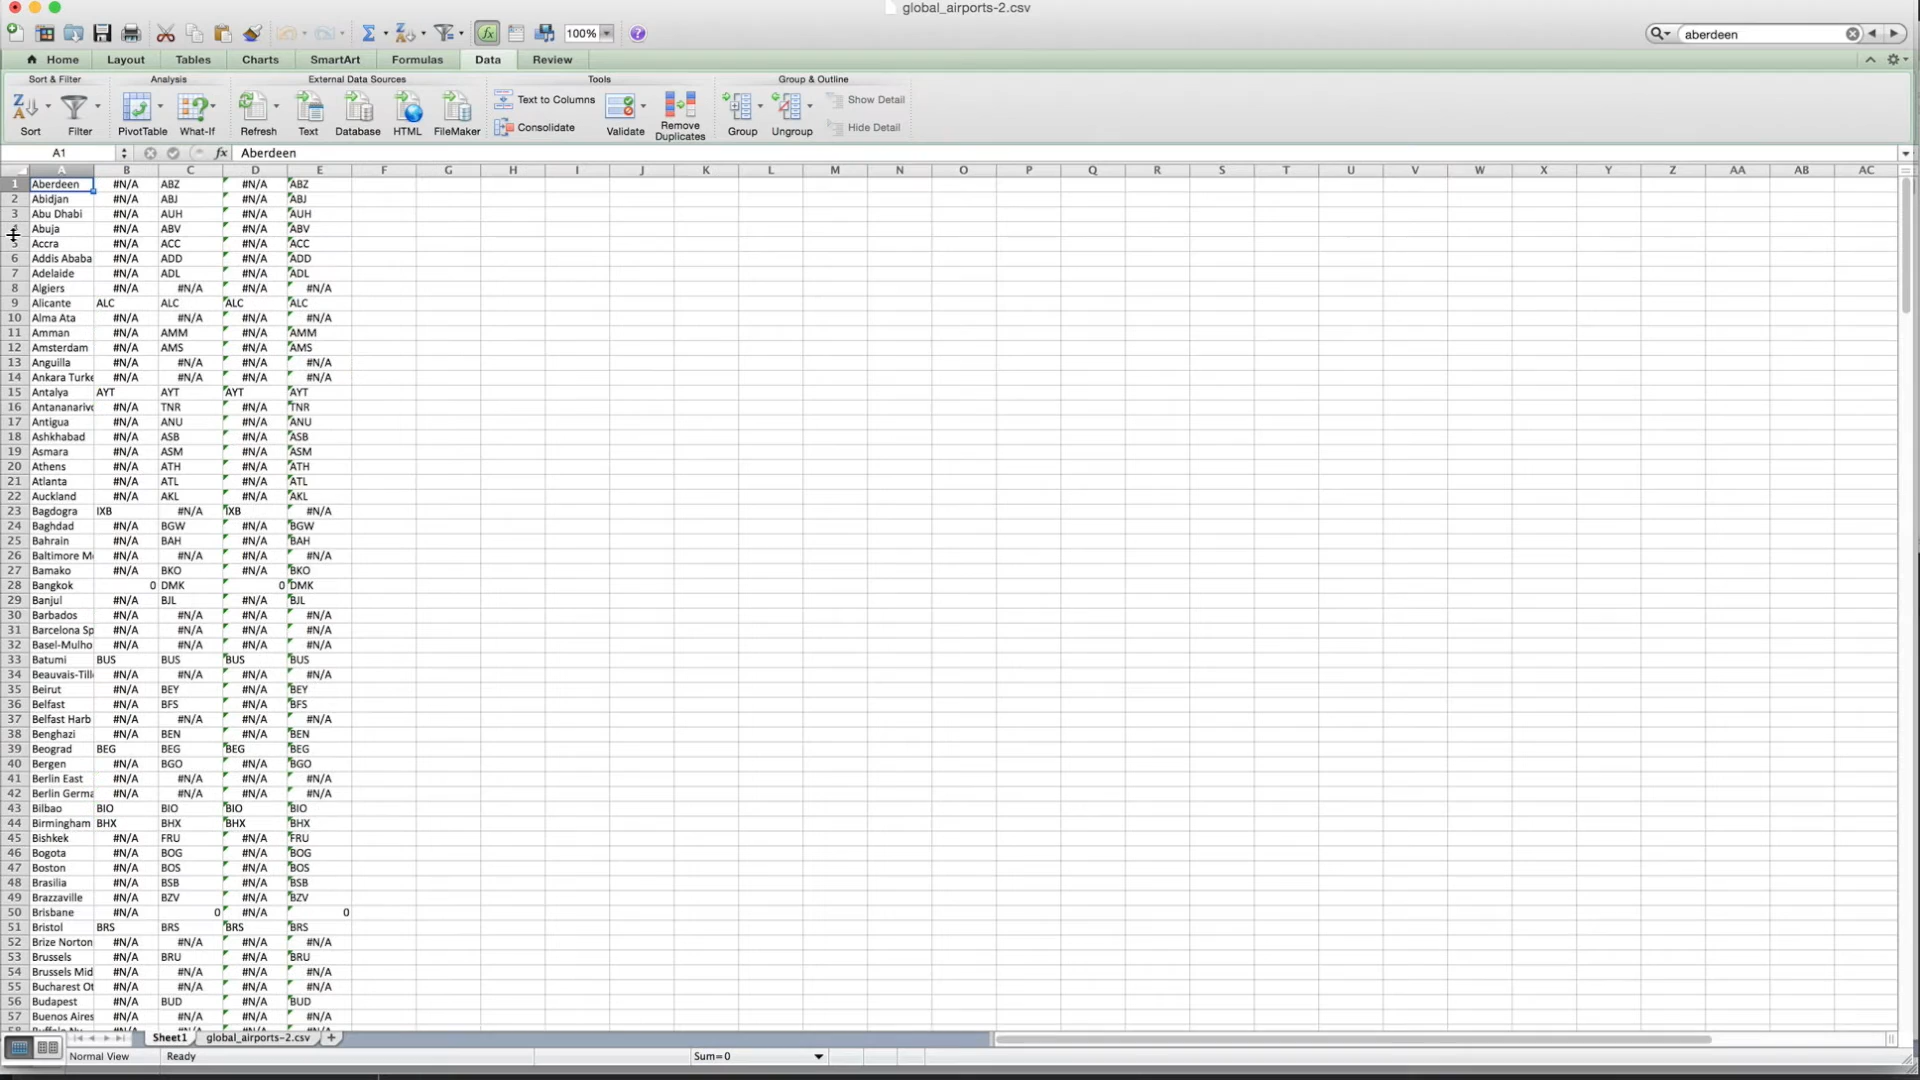 global_airports-2.csv
100%
aberdeen
Home Layout Tables Charts SmartArt Formulas Data Review
Sort & Filter Analysis External Data Sources Tools Group & Outline
Text to Columns Show Detail
Consolidate Hide Detail
Sort Filter PivotTable What-If Refresh Text Database HTML FileMaker Validate Remove Duplicates Group Ungroup
A1 fx Aberdeen
A B C D E F G H I J K L M N O P Q R S T U V W X Y Z AA AB AC
1 Aberdeen #N/A ABZ #N/A ABZ
2 Abidjan #N/A ABJ #N/A ABJ
3 Abu Dhabi #N/A AUH #N/A AUH
4 Abuja #N/A ABV #N/A ABV
5 Accra #N/A ACC #N/A ACC
6 Addis Ababa #N/A ADD #N/A ADD
7 Adelaide #N/A ADL #N/A ADL
8 Algiers #N/A #N/A #N/A #N/A
9 Alicante ALC ALC ALC ALC
10 Alma Ata #N/A #N/A #N/A #N/A
11 Amman #N/A AMM #N/A AMM
12 Amsterdam #N/A AMS #N/A AMS
13 Anguilla #N/A #N/A #N/A #N/A
14 Ankara Turke #N/A #N/A #N/A #N/A
15 Antalya AYT AYT AYT AYT
16 Antananarivo #N/A TNR #N/A TNR
17 Antigua #N/A ANU #N/A ANU
18 Ashkhabad #N/A ASB #N/A ASB
19 Asmara #N/A ASM #N/A ASM
20 Athens #N/A ATH #N/A ATH
21 Atlanta #N/A ATL #N/A ATL
22 Auckland #N/A AKL #N/A AKL
23 Bagdogra IXB #N/A IXB #N/A
24 Baghdad #N/A BGW #N/A BGW
25 Bahrain #N/A BAH #N/A BAH
26 Baltimore M #N/A #N/A #N/A #N/A
27 Bamako #N/A BKO #N/A BKO
28 Bangkok 0 DMK 0 DMK
29 Banjul #N/A BJL #N/A BJL
30 Barbados #N/A #N/A #N/A #N/A
31 Barcelona Sp #N/A #N/A #N/A #N/A
32 Basel-Mulho #N/A #N/A #N/A #N/A
33 Batumi BUS BUS BUS BUS
34 Beauvais-Till #N/A #N/A #N/A #N/A
35 Beirut #N/A BEY #N/A BEY
36 Belfast #N/A BFS #N/A BFS
37 Belfast Harb #N/A #N/A #N/A #N/A
38 Benghazi #N/A BEN #N/A BEN
39 Beograd BEG BEG BEG BEG
40 Bergen #N/A BGO #N/A BGO
41 Berlin East #N/A #N/A #N/A #N/A
42 Berlin Germa #N/A #N/A #N/A #N/A
43 Bilbao BIO BIO BIO BIO
44 Birmingham BHX BHX BHX BHX
45 Bishkek #N/A FRU #N/A FRU
46 Bogota #N/A BOG #N/A BOG
47 Boston #N/A BOS #N/A BOS
48 Brasilia #N/A BSB #N/A BSB
49 Brazzaville #N/A BZV #N/A BZV
50 Brisbane #N/A 0 #N/A 0
51 Bristol BRS BRS BRS BRS
52 Brize Norton #N/A #N/A #N/A #N/A
53 Brussels #N/A BRU #N/A BRU
54 Brussels Mid #N/A #N/A #N/A #N/A
55 Bucharest Ot #N/A #N/A #N/A #N/A
56 Budapest #N/A BUD #N/A BUD
57 Buenos Aires #N/A #N/A #N/A #N/A
Sheet1 global_airports-2.csv
Normal View Ready Sum=0